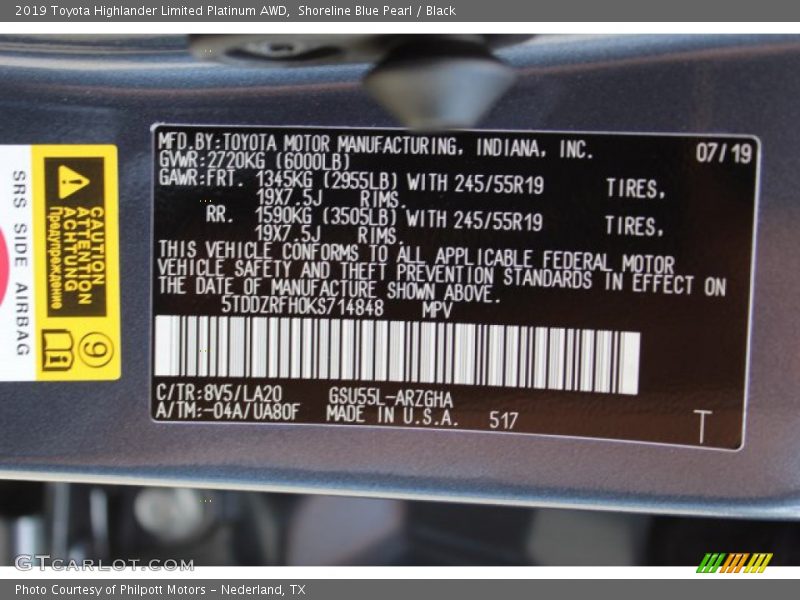 2019 Toyota Highlander Limited Platinum AWD,  Shoreline Blue Pearl / Black
MFD.BY:TOYOTA MOTOR MANUFACTURING, INDIANA, INC. 07/19
GVWR:2720KG (6000LB)
GAWR:FRT. 1345KG (2955LB) WITH 245/55R19 TIRES,
19X7.5J RIMS.
RR. 1590KG (3505LB) WITH 245/55R19 TIRES,
19X7.5J RIMS.
THIS VEHICLE CONFORMS TO ALL APPLICABLE FEDERAL MOTOR
VEHICLE SAFETY AND THEFT PREVENTION STANDARDS IN EFFECT ON
THE DATE OF MANUFACTURE SHOWN ABOVE.
5TDDZRFH0KS714848 MPV
C/TR:8V5/LA20 GSU55L-ARZGHA
A/TM:-04A/UA80F MADE IN U.S.A. 517
T
SRS SIDE AIRBAG
CAUTION
ATTENTION
ACHTUNG
Предупреждение
9
GTCARLOT.COM
Photo Courtesy of Philpott Motors - Nederland, TX